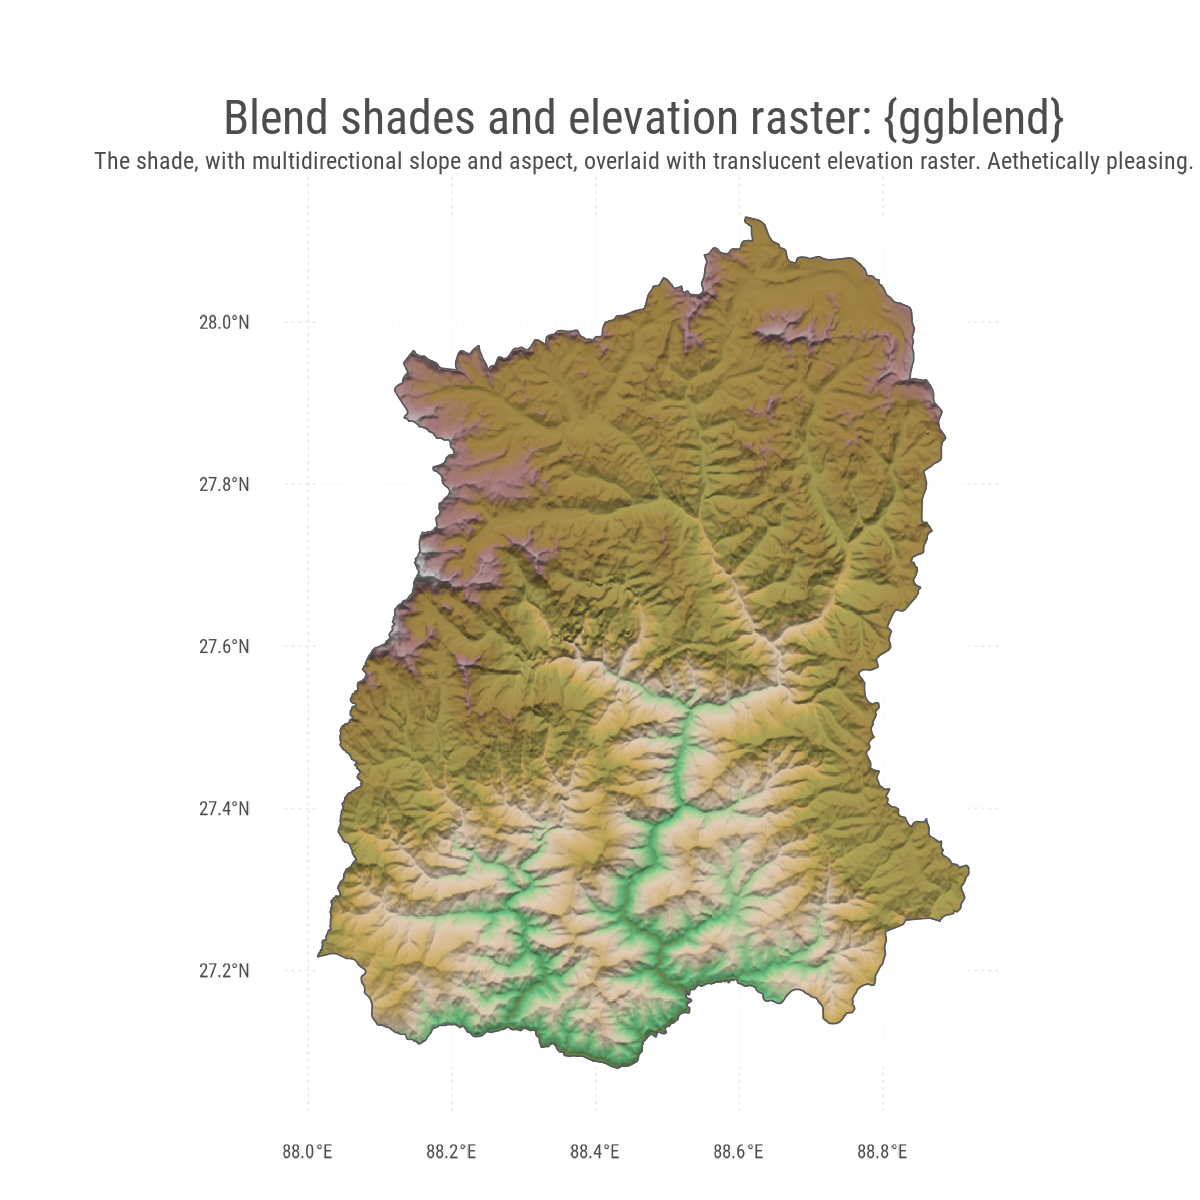 Blend shades and elevation raster: {ggblend}
The shade, with multidirectional slope and aspect, overlaid with translucent elevation raster. Aethetically pleasing.
28.0°N
27.8°N
27.6°N
27.4°N
27.2°N
88.0°E 88.2°E 88.4°E 88.6°E 88.8°E